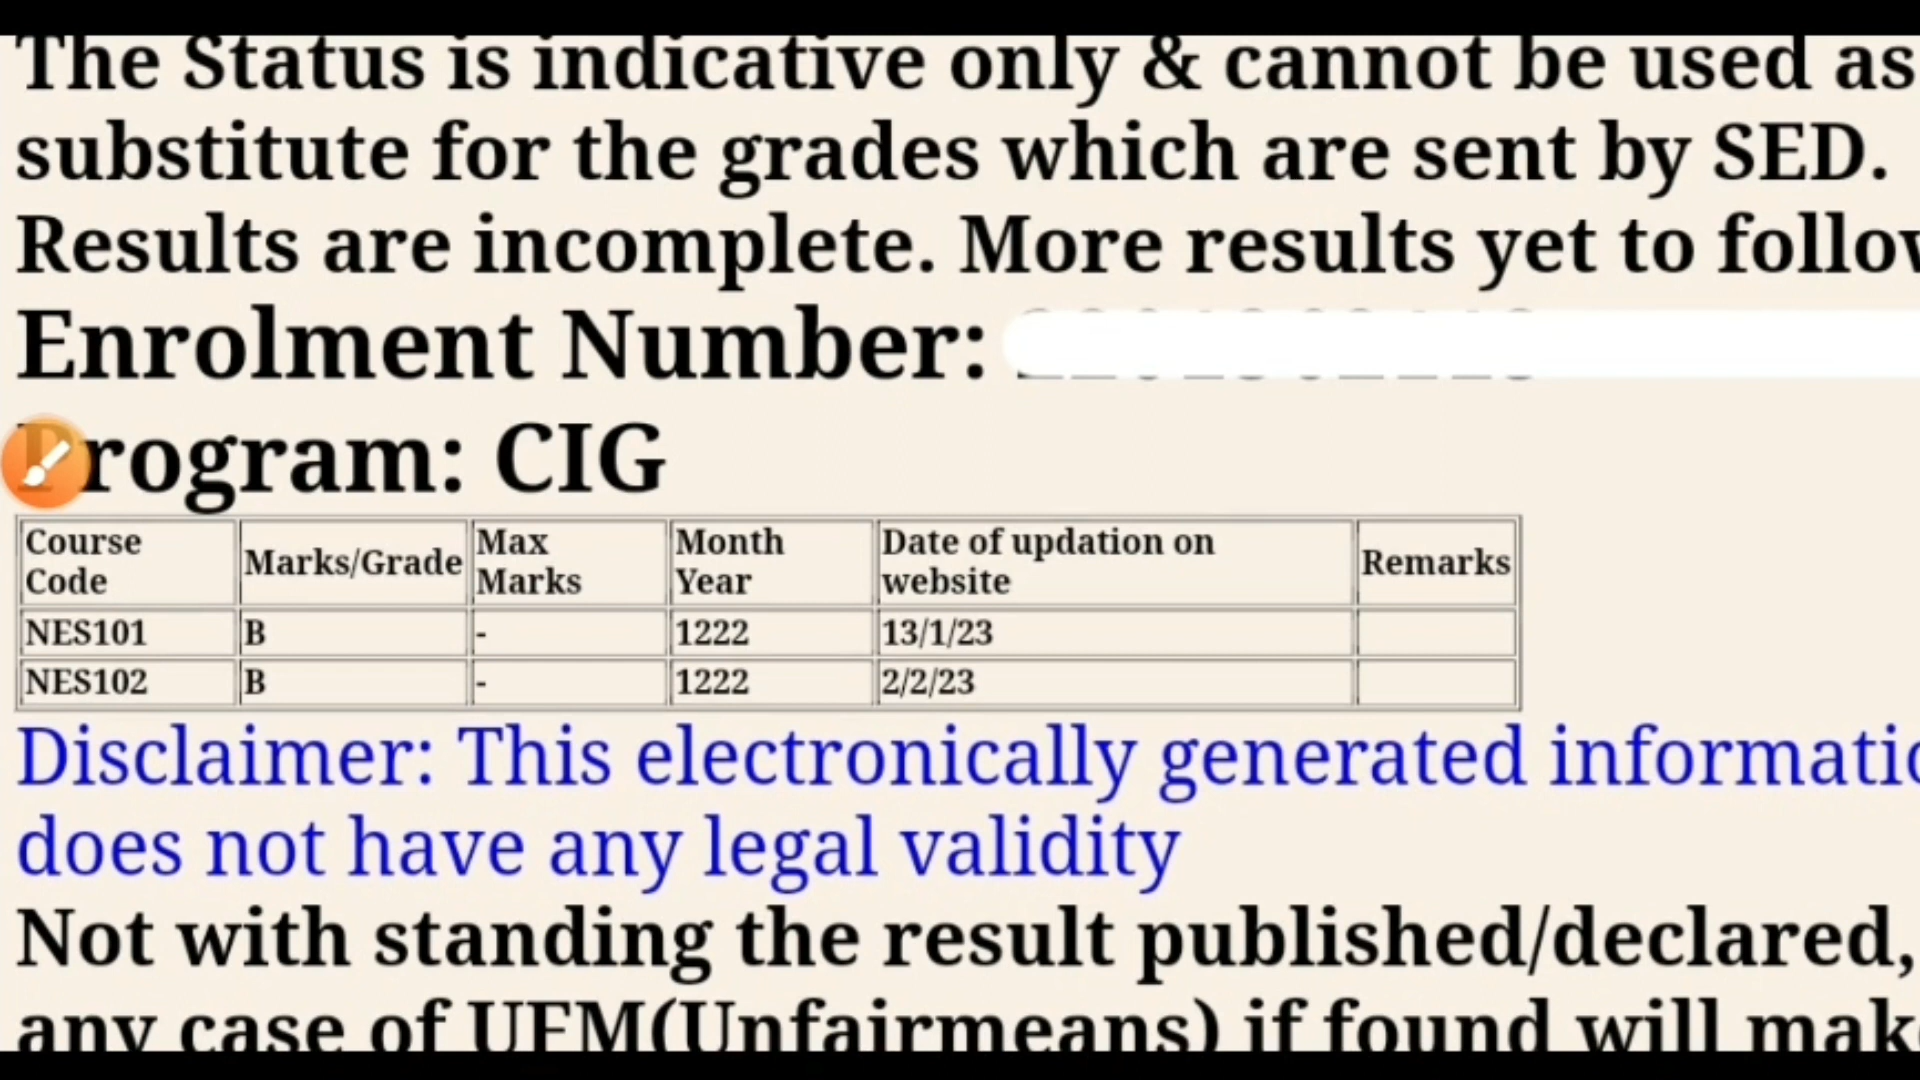 The Status is indicative only & cannot be used as
substitute for the grades which are sent by SED.
Results are incomplete. More results yet to follow
Enrolment Number:
Program: CIG
Course Code Marks/Grade Max Marks Month Year Date of updation on website Remarks
NES101 B - 1222 13/1/23
NES102 B - 1222 2/2/23
Disclaimer: This electronically generated informatio
does not have any legal validity
Not with standing the result published/declared,
any case of UFM(Unfairmeans) if found will mak